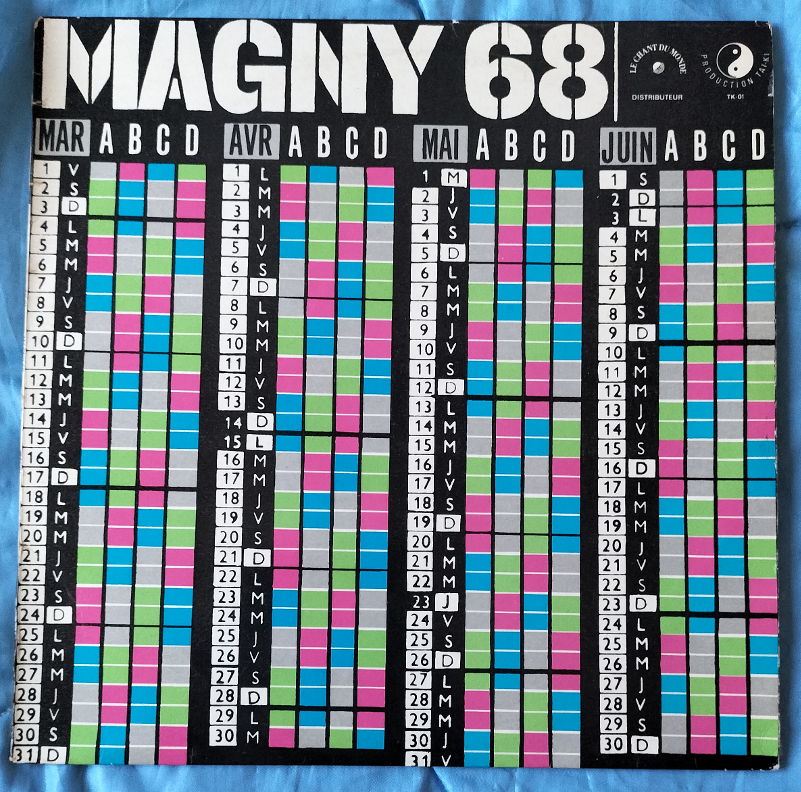 MAGNY 68
LE CHANT DU MONDE
DISTRIBUTEUR
PRODUCTION TAI-KI
TK-01
MAR A B C D
1 V
2 S
3 D
4 L
5 M
6 M
7 J
8 V
9 S
10 D
11 L
12 M
13 M
14 J
15 V
16 S
17 D
18 L
19 M
20 M
21 J
22 V
23 S
24 D
25 L
26 M
27 M
28 J
29 V
30 S
31 D
AVR A B C D
1 L
2 M
3 M
4 J
5 V
6 S
7 D
8 L
9 M
10 M
11 J
12 V
13 S
14 D
15 L
16 M
17 M
18 J
19 V
20 S
21 D
22 L
23 M
24 M
25 J
26 V
27 S
28 D
29 L
30 M
MAI A B C D
1 M
2 J
3 V
4 S
5 D
6 L
7 M
8 M
9 J
10 V
11 S
12 D
13 L
14 M
15 M
16 J
17 V
18 S
19 D
20 L
21 M
22 M
23 J
24 V
25 S
26 D
27 L
28 M
29 M
30 J
31 V
JUIN A B C D
1 S
2 D
3 L
4 M
5 M
6 J
7 V
8 S
9 D
10 L
11 M
12 M
13 J
14 V
15 S
16 D
17 L
18 M
19 M
20 J
21 V
22 S
23 D
24 L
25 M
26 M
27 J
28 V
29 S
30 D